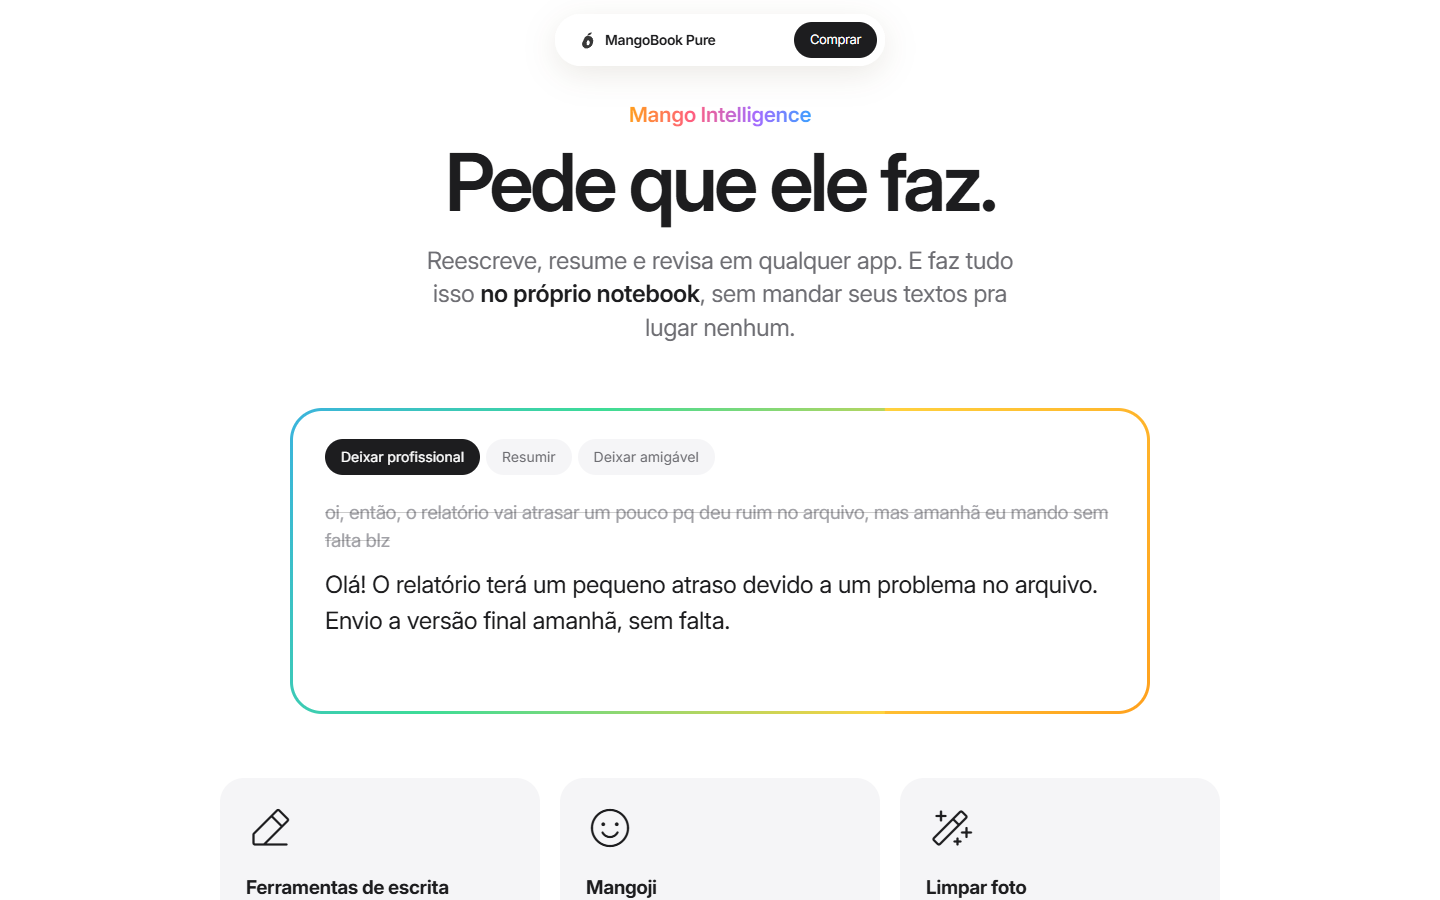 MangoBook Pure
Comprar
Mango Intelligence
Pede que ele faz.
Reescreve, resume e revisa em qualquer app. E faz tudo
isso no próprio notebook, sem mandar seus textos pra
lugar nenhum.
Deixar profissional
Resumir
Deixar amigável
oi, então, o relatório vai atrasar um pouco pq deu ruim no arquivo, mas amanhã eu mando sem
falta blz
Olá! O relatório terá um pequeno atraso devido a um problema no arquivo.
Envio a versão final amanhã, sem falta.
Ferramentas de escrita
Mangoji
Limpar foto